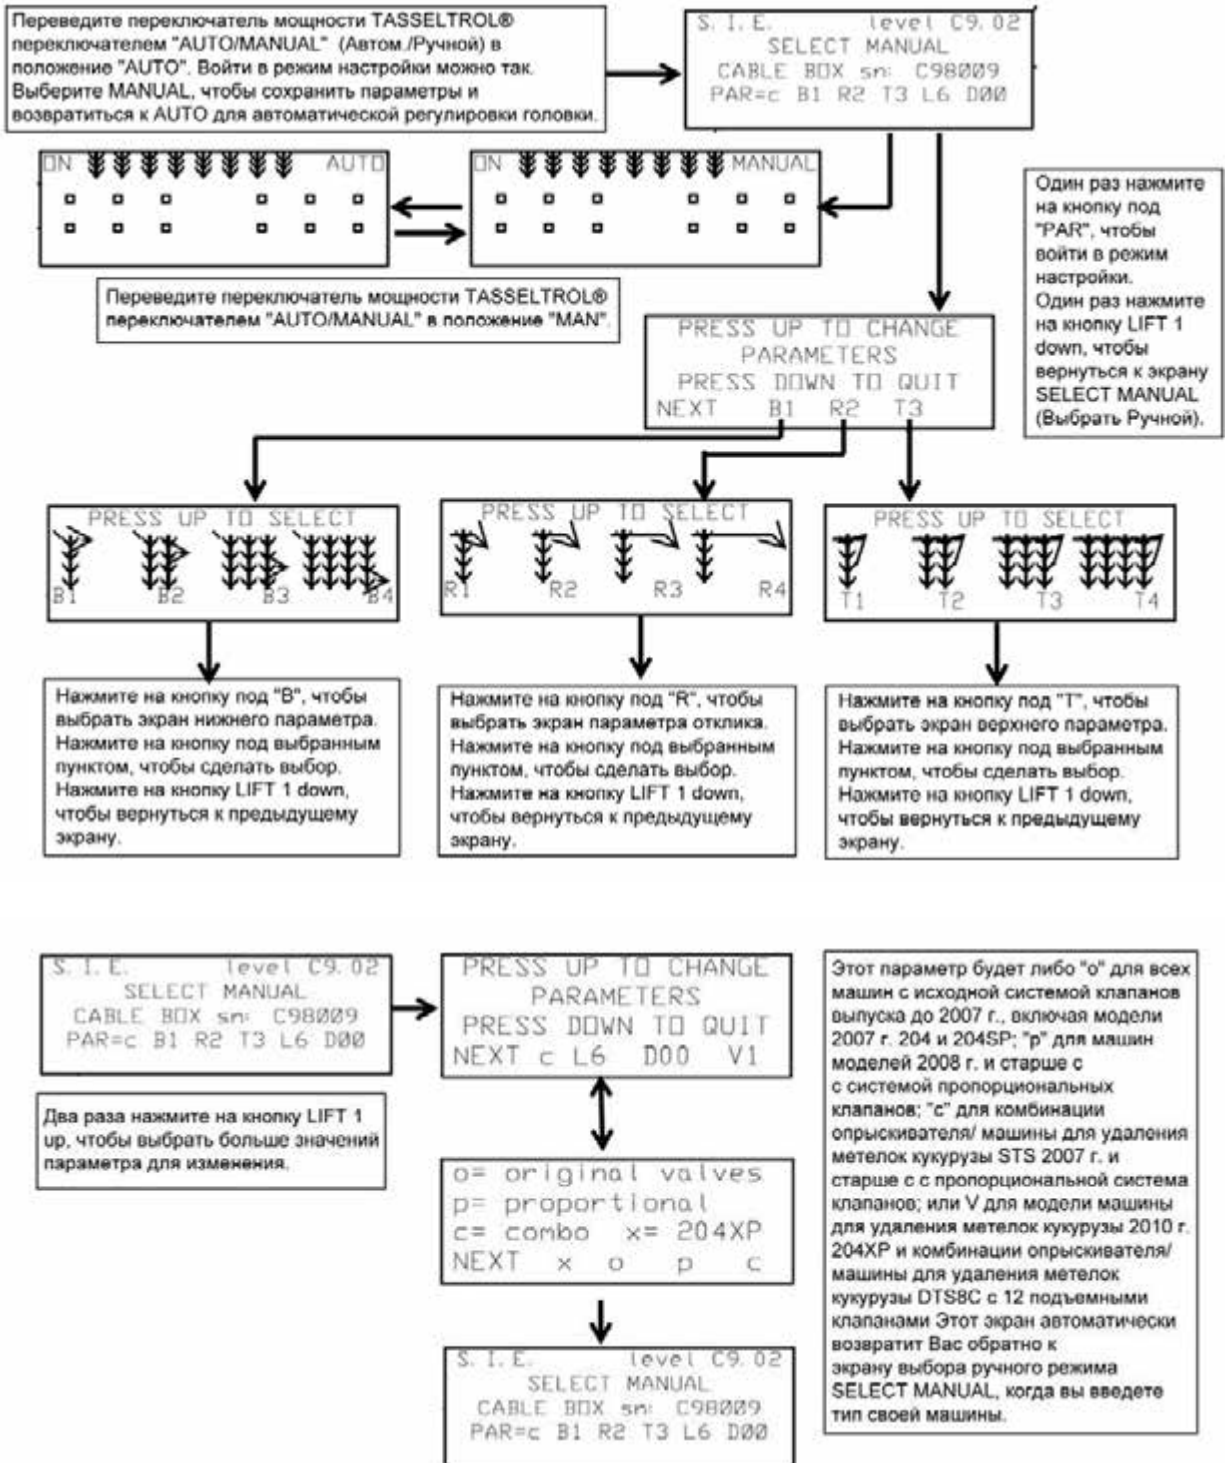 Переведите переключатель мощности TASSELTROL®
переключателем "AUTO/MANUAL" (Автом./Ручной) в
положение "AUTO". Войти в режим настройки можно так.
Выберите MANUAL, чтобы сохранить параметры и
возвратиться к AUTO для автоматической регулировки головки.
S. I. E. level C9.02
SELECT MANUAL
CABLE BOX sn: C98009
PAR=c B1 R2 T3 L6 D00
ON AUTO
ON MANUAL
Один раз нажмите
на кнопку под
"PAR", чтобы
войти в режим
настройки.
Один раз нажмите
на кнопку LIFT 1
down, чтобы
вернуться к экрану
SELECT MANUAL
(Выбрать Ручной).
Переведите переключатель мощности TASSELTROL®
переключателем "AUTO/MANUAL" в положение "MAN".
PRESS UP TO CHANGE
PARAMETERS
PRESS DOWN TO QUIT
NEXT B1 R2 T3
PRESS UP TO SELECT
B1 B2 B3 B4
PRESS UP TO SELECT
R1 R2 R3 R4
PRESS UP TO SELECT
T1 T2 T3 T4
Нажмите на кнопку под "B", чтобы
выбрать экран нижнего параметра.
Нажмите на кнопку под выбранным
пунктом, чтобы сделать выбор.
Нажмите на кнопку LIFT 1 down,
чтобы вернуться к предыдущему
экрану.
Нажмите на кнопку под "R", чтобы
выбрать экран параметра отклика.
Нажмите на кнопку под выбранным
пунктом, чтобы сделать выбор.
Нажмите на кнопку LIFT 1 down,
чтобы вернуться к предыдущему
экрану.
Нажмите на кнопку под "T", чтобы
выбрать экран верхнего параметра.
Нажмите на кнопку под выбранным
пунктом, чтобы сделать выбор.
Нажмите на кнопку LIFT 1 down,
чтобы вернуться к предыдущему
экрану.
S. I. E. level C9.02
SELECT MANUAL
CABLE BOX sn: C98009
PAR=c B1 R2 T3 L6 D00
Два раза нажмите на кнопку LIFT 1
up, чтобы выбрать больше значений
параметра для изменения.
PRESS UP TO CHANGE
PARAMETERS
PRESS DOWN TO QUIT
NEXT c L6 D00 V1
o= original valves
p= proportional
c= combo x= 204XP
NEXT x o p c
S. I. E. level C9.02
SELECT MANUAL
CABLE BOX sn: C98009
PAR=c B1 R2 T3 L6 D00
Этот параметр будет либо "o" для всех
машин с исходной системой клапанов
выпуска до 2007 г., включая модели
2007 г. 204 и 204SP; "p" для машин
моделей 2008 г. и старше с
с системой пропорциональных
клапанов; "c" для комбинации
опрыскивателя/ машины для удаления
метелок кукурузы STS 2007 г. и
старше с с пропорциональной система
клапанов; или V для модели машины
для удаления метелок кукурузы 2010 г.
204XP и комбинации опрыскивателя/
машины для удаления метелок
кукурузы DTS8C с 12 подъемными
клапанами Этот экран автоматически
возвратит Вас обратно к
экрану выбора ручного режима
SELECT MANUAL, когда вы введете
тип своей машины.